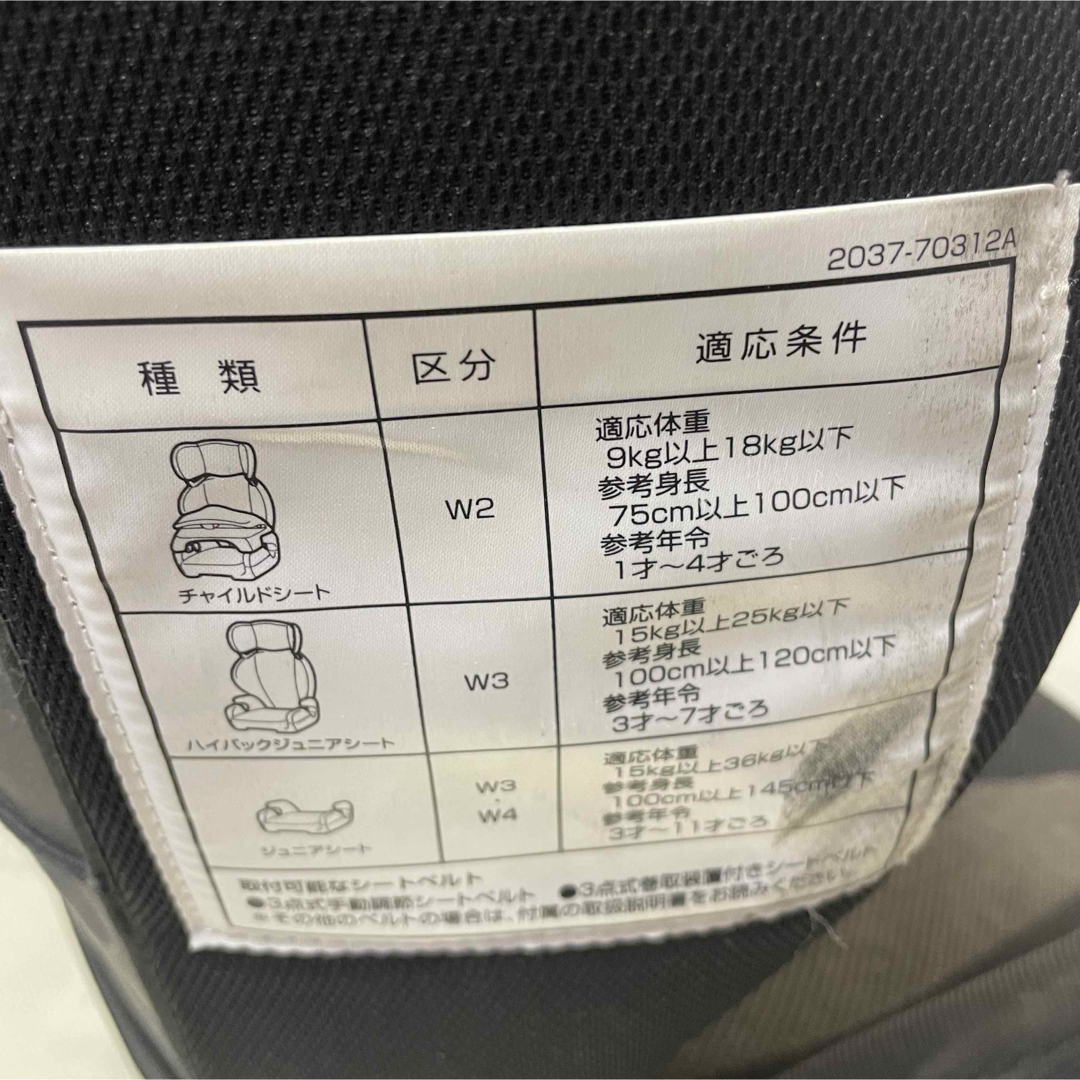 2037-70312A
種類 区分 適応条件
チャイルドシート
W2
適応体重
9kg以上18kg以下
参考身長
75cm以上100cm以下
参考年令
1才〜4才ごろ
ハイバックジュニアシート
W3
適応体重
15kg以上25kg以下
参考身長
100cm以上120cm以下
参考年令
3才〜7才ごろ
ジュニアシート
W3
・
W4
適応体重
15kg以上36kg以下
参考身長
100cm以上145cm以下
参考年令
3才〜11才ごろ
取付可能なシートベルト
●3点式手動調節シートベルト ●3点式巻取装置付きシートベルト
※その他のベルトの場合は、付属の取扱説明書をお読みください。